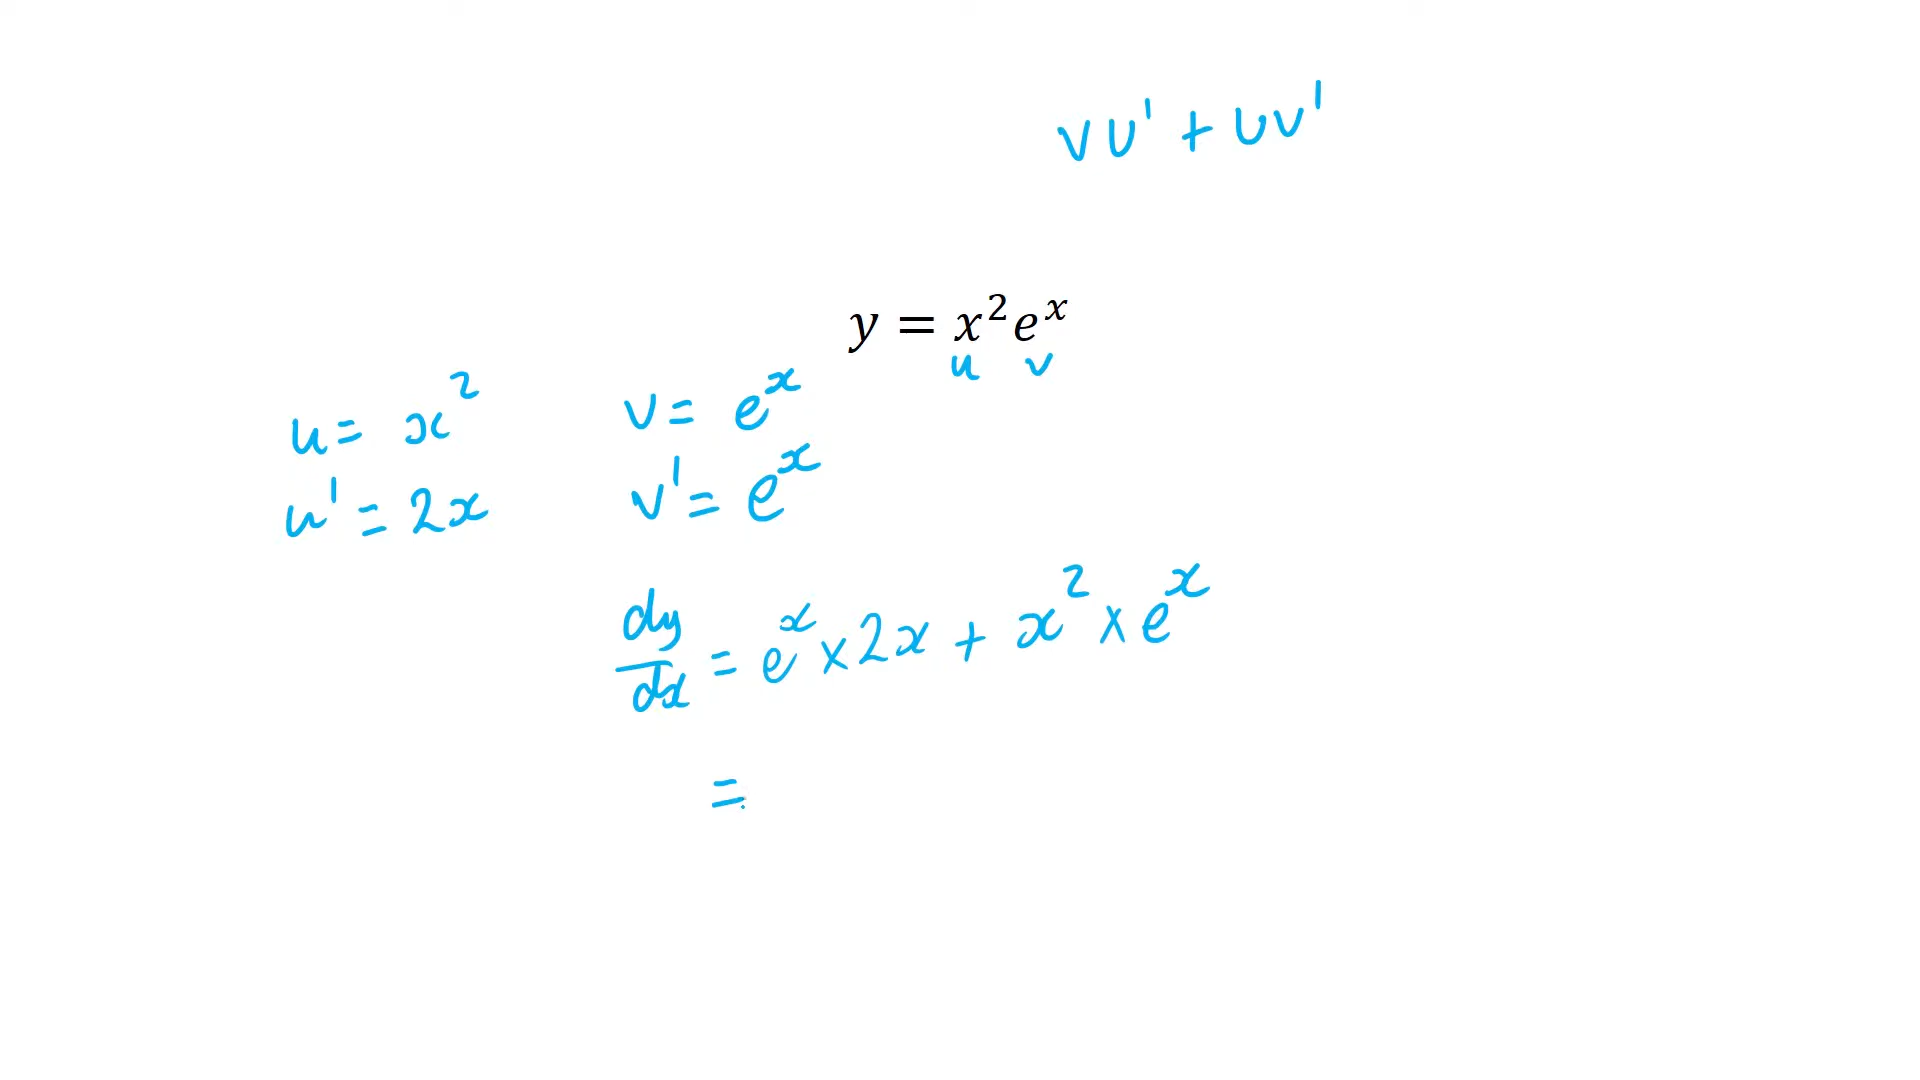 vu' + uv'
y = x²eˣ
u v
u = x² v = eˣ
u' = 2x v' = eˣ
dy/dx = eˣ × 2x + x² × eˣ
=